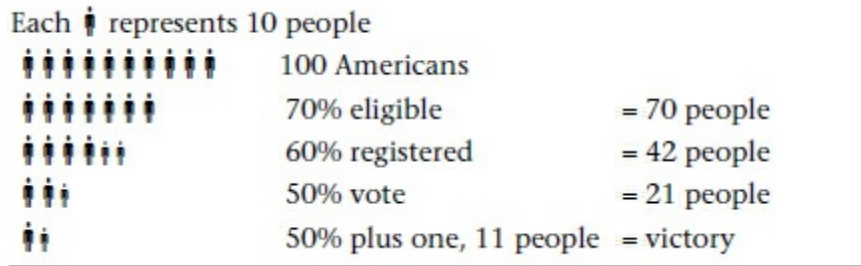 Each represents 10 people
100 Americans
70% eligible = 70 people
60% registered = 42 people
50% vote = 21 people
50% plus one, 11 people = victory